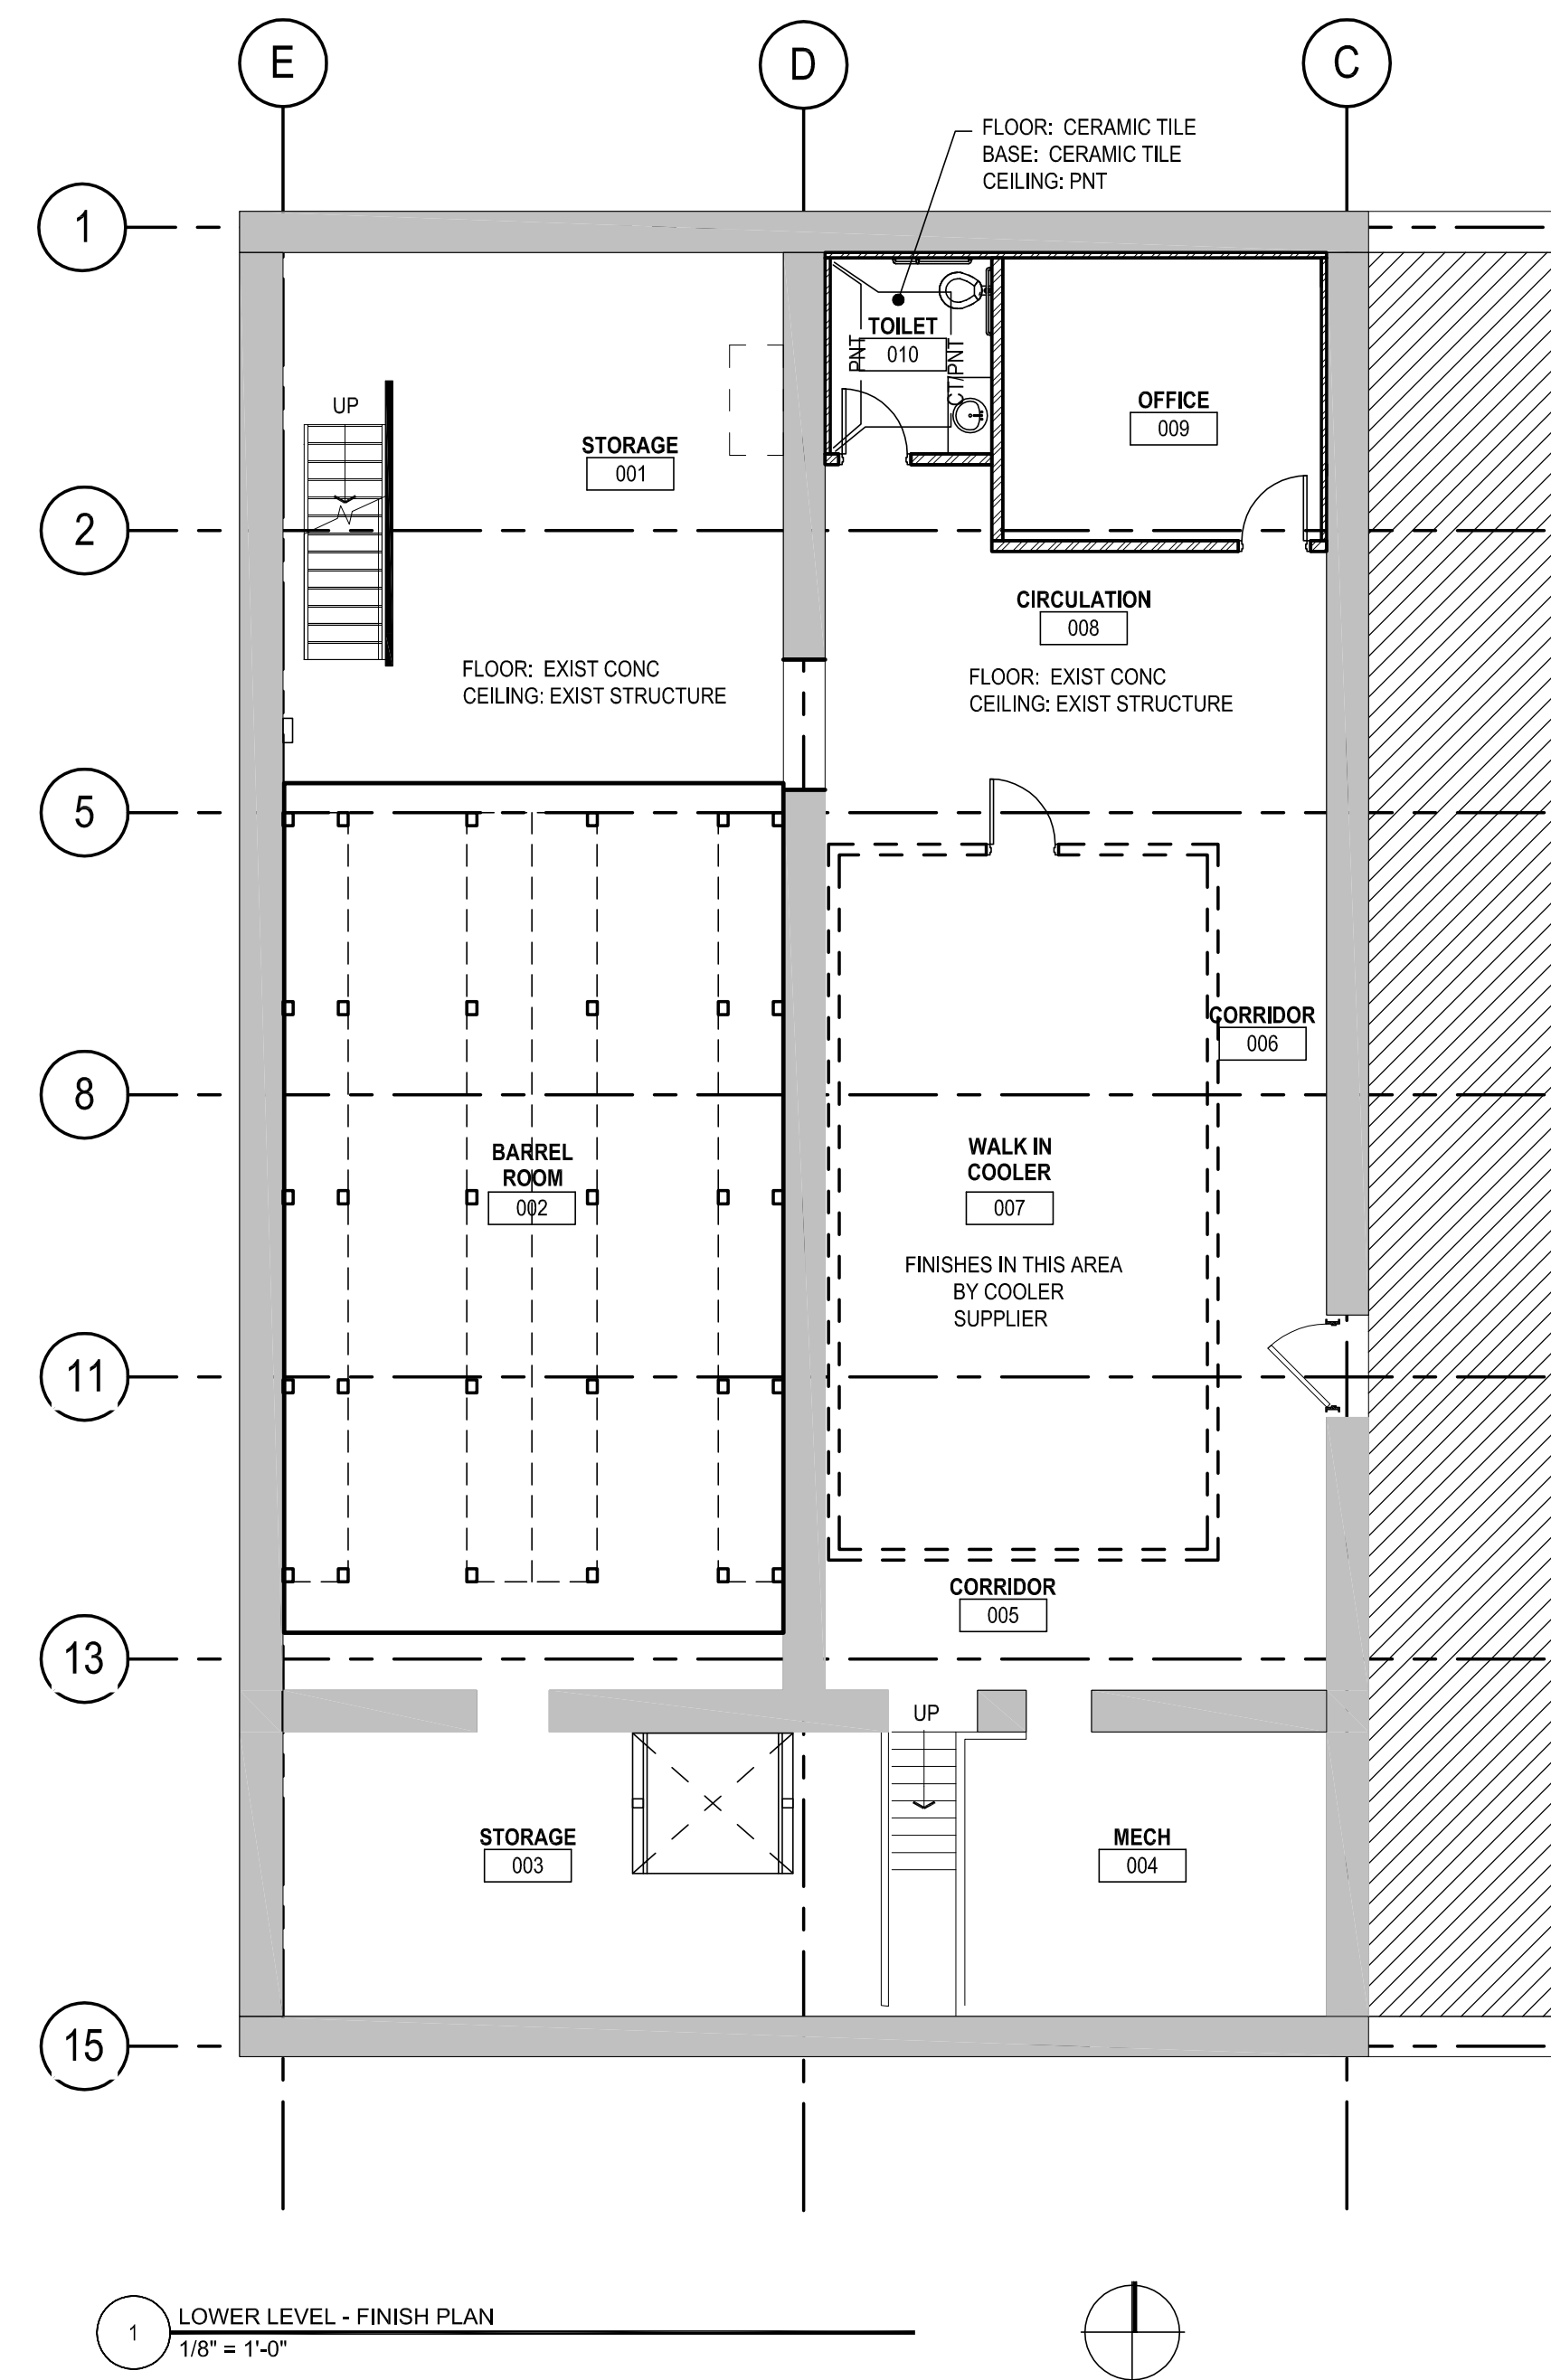 E
D
C
FLOOR: CERAMIC TILE
BASE: CERAMIC TILE
CEILING: PNT
1
TOILET
010
PNT
CT/PNT
OFFICE
009
UP
STORAGE
001
2
CIRCULATION
008
FLOOR: EXIST CONC
CEILING: EXIST STRUCTURE
FLOOR: EXIST CONC
CEILING: EXIST STRUCTURE
5
CORRIDOR
006
8
BARREL
ROOM
002
WALK IN
COOLER
007
FINISHES IN THIS AREA
BY COOLER
SUPPLIER
11
CORRIDOR
005
13
UP
STORAGE
003
MECH
004
15
1
LOWER LEVEL - FINISH PLAN
1/8" = 1'-0"